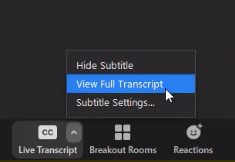 Hide Subtitle
View Full Transcript
Subtitle Settings...
CC
Live Transcript Breakout Rooms Reactions